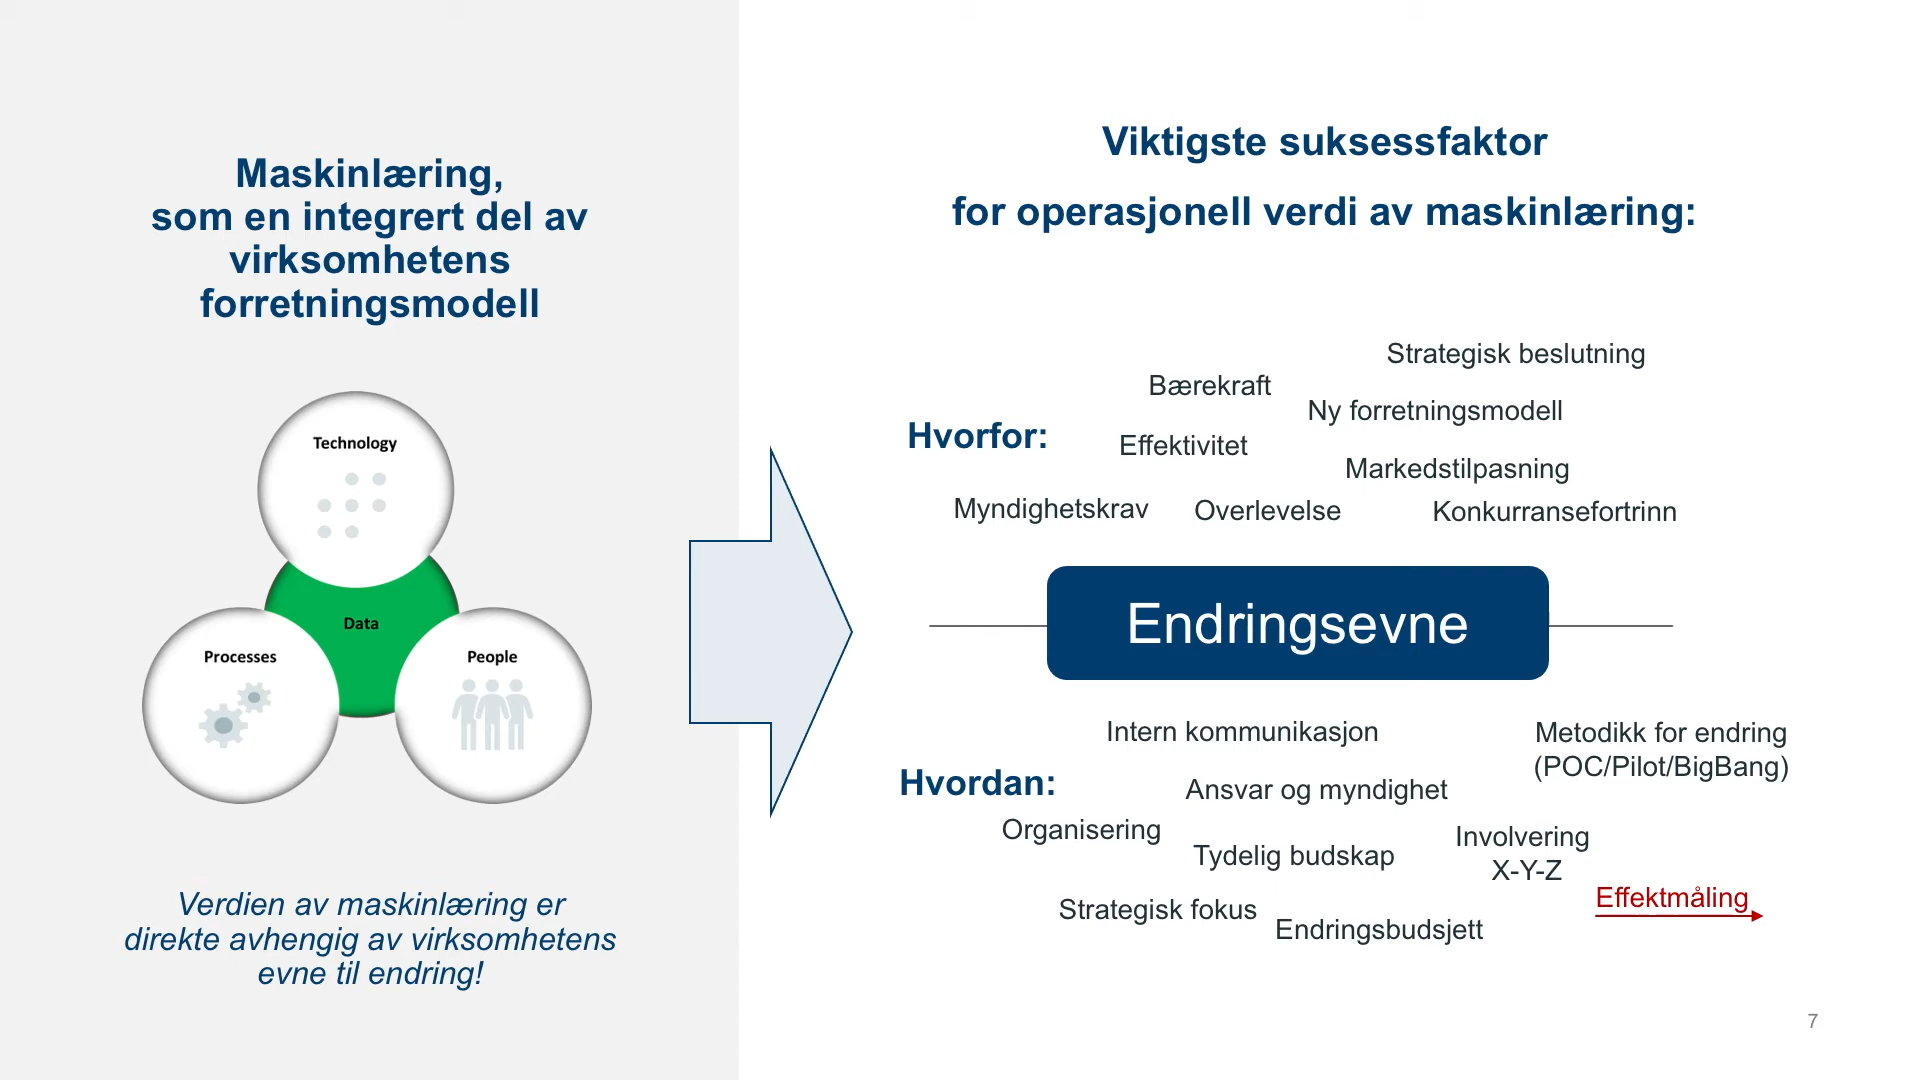 Maskinlæring,
som en integrert del av
virksomhetens
forretningsmodell
Technology
Data
Processes
People
Verdien av maskinlæring er
direkte avhengig av virksomhetens
evne til endring!
Viktigste suksessfaktor
for operasjonell verdi av maskinlæring:
Strategisk beslutning
Bærekraft
Ny forretningsmodell
Hvorfor:
Effektivitet
Markedstilpasning
Myndighetskrav
Overlevelse
Konkurransefortrinn
Endringsevne
Intern kommunikasjon
Metodikk for endring
(POC/Pilot/BigBang)
Hvordan:
Ansvar og myndighet
Organisering
Involvering
X-Y-Z
Tydelig budskap
Effektmåling
Strategisk fokus
Endringsbudsjett
7